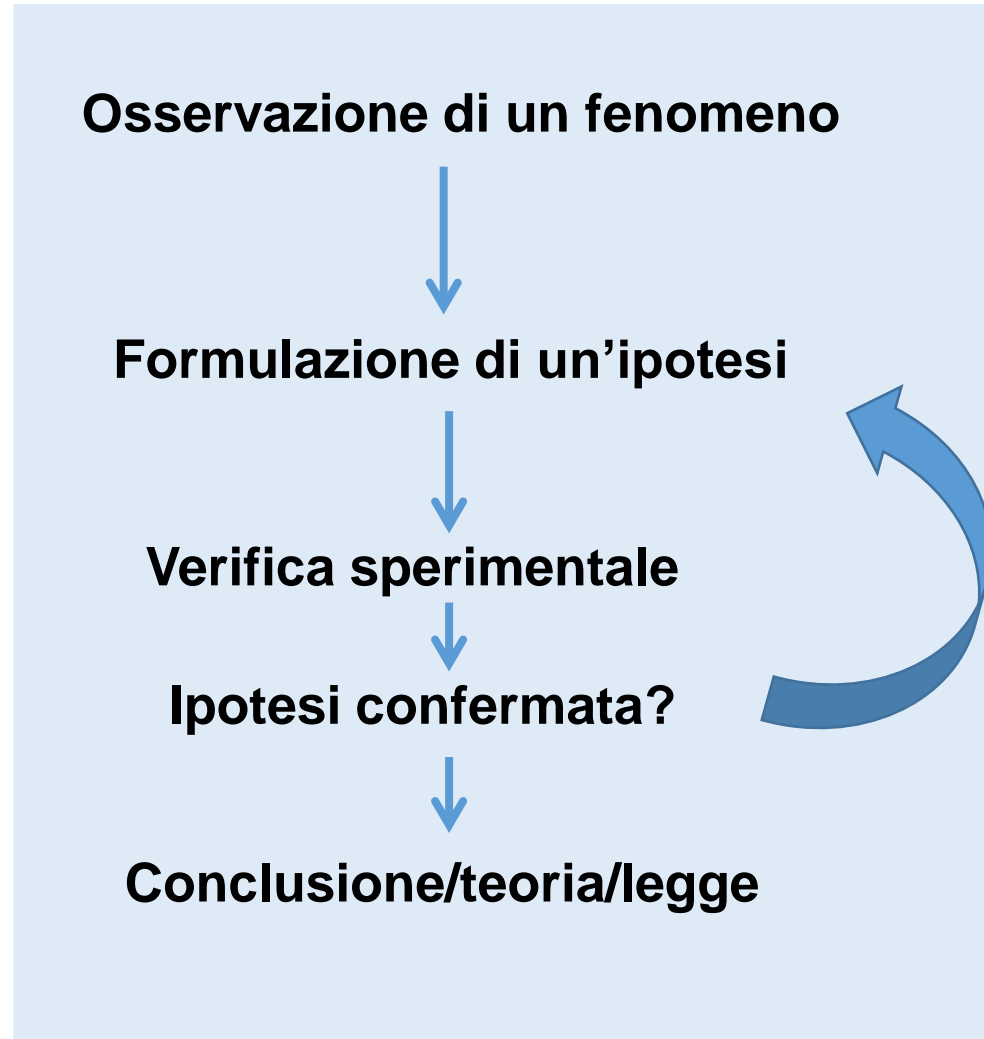 Osservazione di un fenomeno
Formulazione di un’ipotesi
Verifica sperimentale
Ipotesi confermata?
Conclusione/teoria/legge